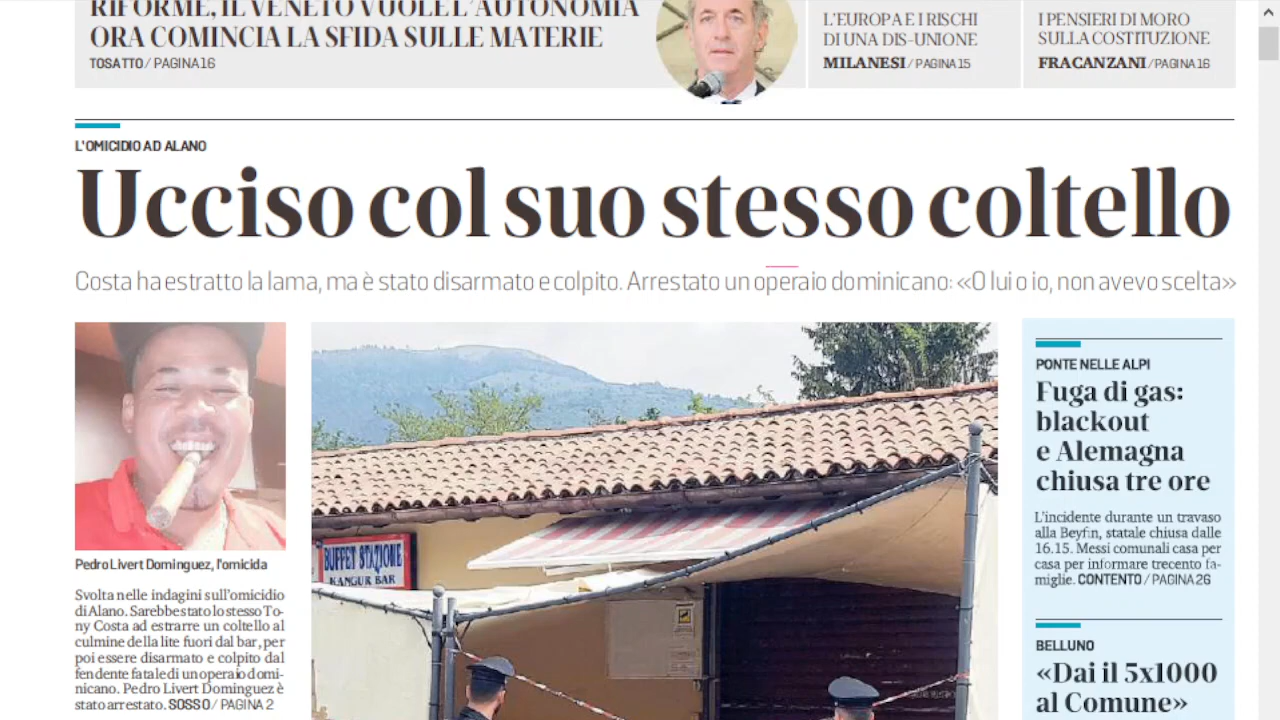 RIFORME, IL VENETO VUOLE L'AUTONOMIA
ORA COMINCIA LA SFIDA SULLE MATERIE
TOSATTO / PAGINA 16
L'EUROPA E I RISCHI
DI UNA DIS-UNIONE
MILANESI / PAGINA 15
I PENSIERI DI MORO
SULLA COSTITUZIONE
FRACANZANI / PAGINA 16
L'OMICIDIO AD ALANO
Ucciso col suo stesso coltello
Costa ha estratto la lama, ma è stato disarmato e colpito. Arrestato un operaio dominicano: «O lui o io, non avevo scelta»
Pedro Livert Dominguez, l'omicida
Svolta nelle indagini sull'omicidio
di Alano. Sarebbe stato lo stesso To-
ny Costa ad estrarre un coltello al
culmine della lite fuori dal bar, per
poi essere disarmato e colpito dal
fendente fatale di un operaio domi-
nicano. Pedro Livert Dominguez è
stato arrestato. SOSSO / PAGINA 2
BUFFET STAZIONE
KANGUR BAR
PONTE NELLE ALPI
Fuga di gas:
blackout
e Alemagna
chiusa tre ore
L'incidente durante un travaso
alla Beyfin, statale chiusa dalle
16.15. Messi comunali casa per
casa per informare trecento fa-
miglie. CONTENTO / PAGINA 26
BELLUNO
«Dai il 5x1000
al Comune»